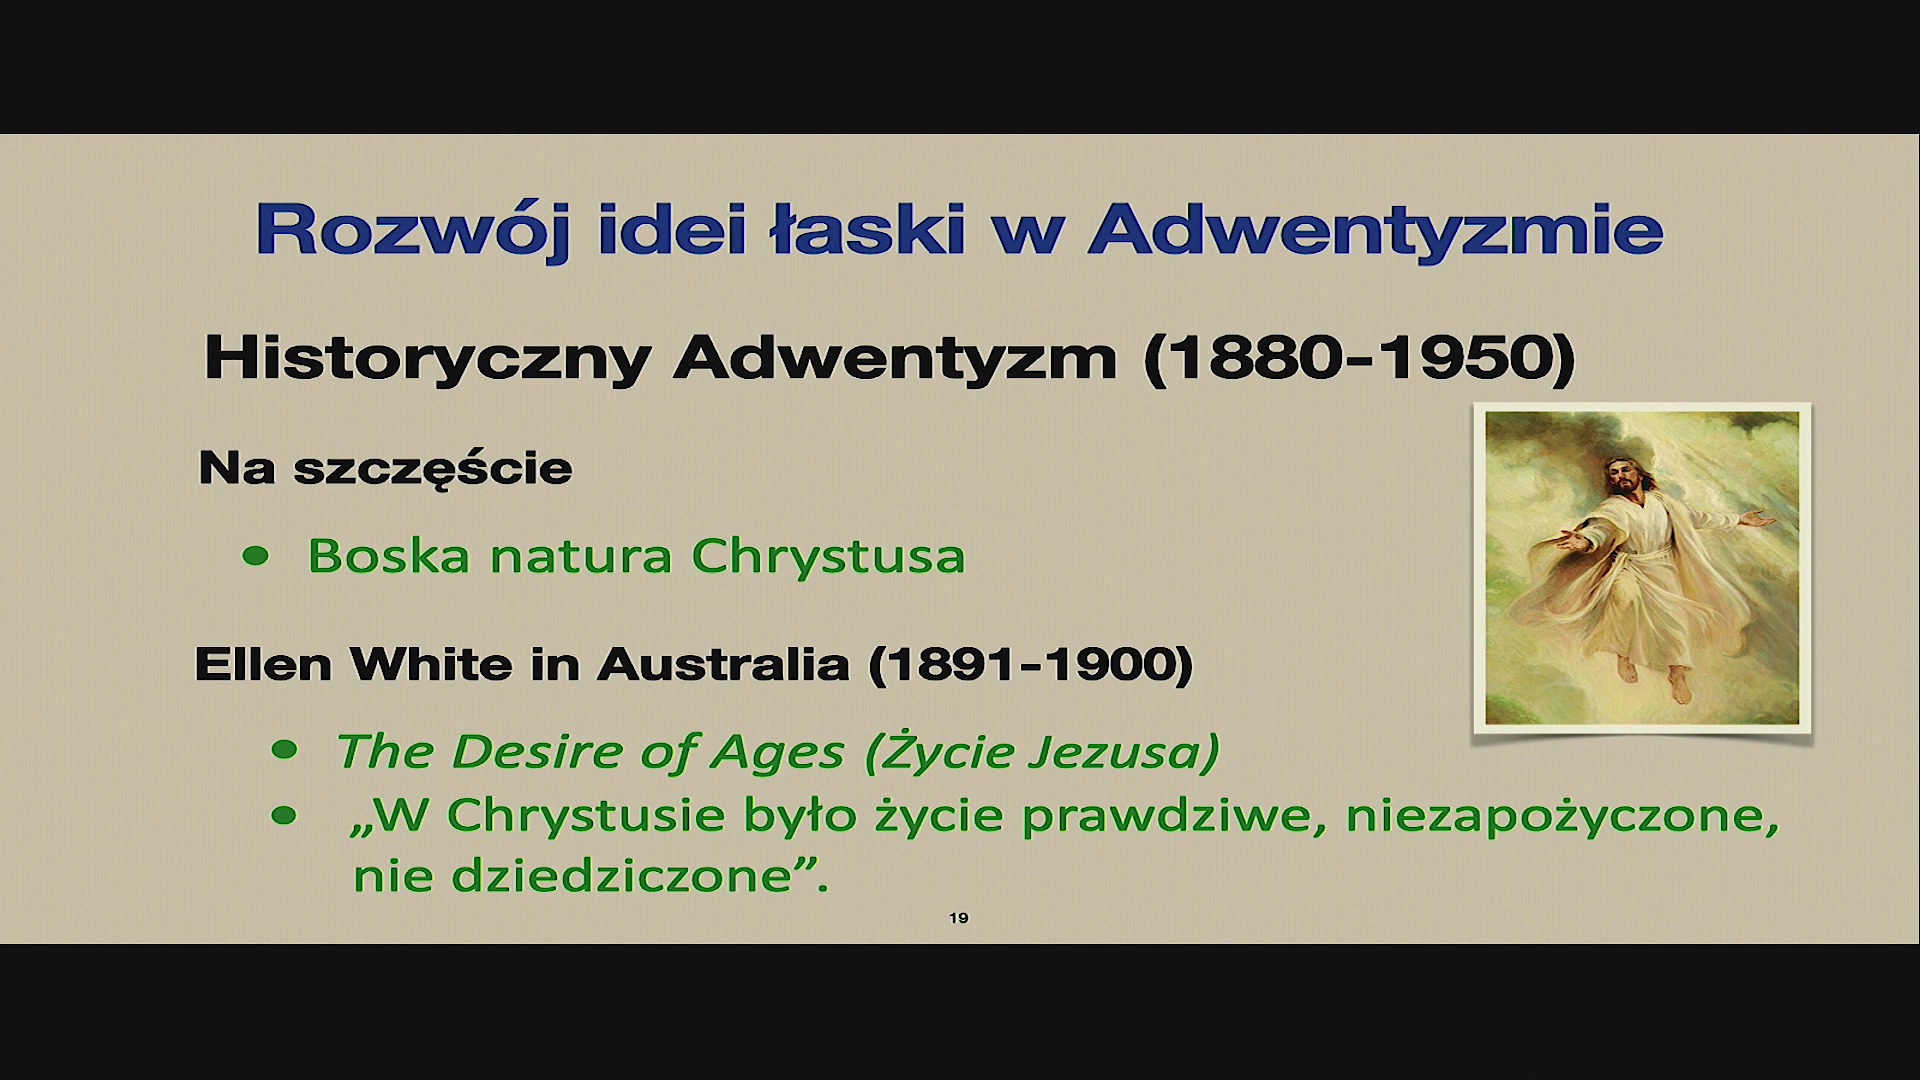 Rozwój idei łaski w Adwentyzmie
Historyczny Adwentyzm (1880-1950)
Na szczęście
• Boska natura Chrystusa
Ellen White in Australia (1891-1900)
• The Desire of Ages (Życie Jezusa)
• „W Chrystusie było życie prawdziwe, niezapożyczone,
nie dziedziczone”.
19